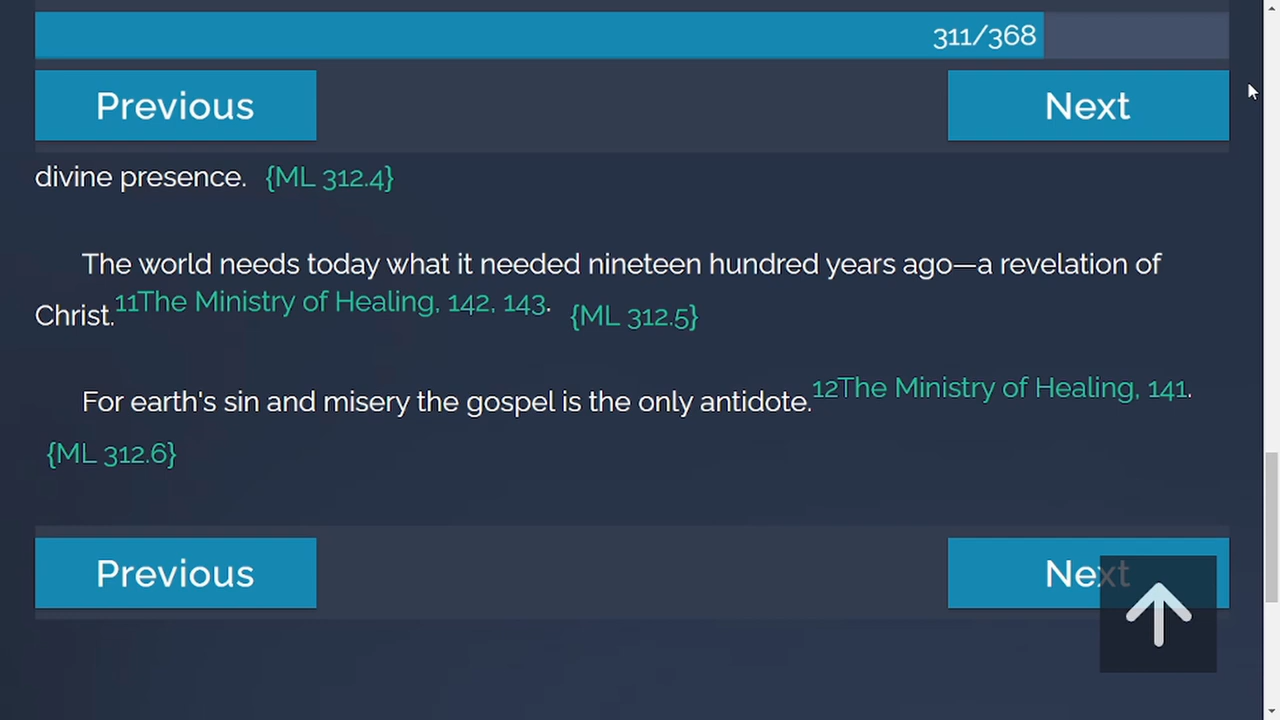 311/368
Previous Next
divine presence. {ML 312.4}
The world needs today what it needed nineteen hundred years ago—a revelation of
Christ.11The Ministry of Healing, 142, 143. {ML 312.5}
For earth's sin and misery the gospel is the only antidote.12The Ministry of Healing, 141.
{ML 312.6}
Previous Next